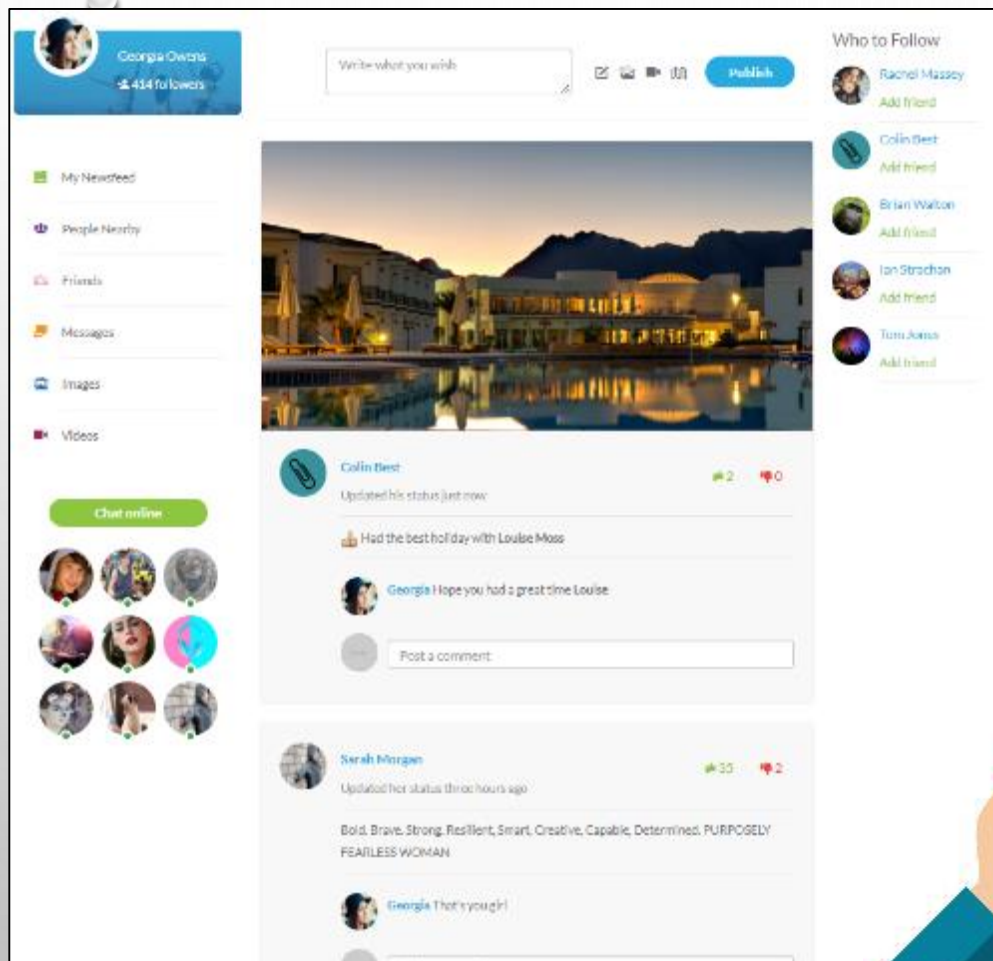 Georgia Owens
414 followers
My Newsfeed
People Nearby
Friends
Messages
Images
Videos
Chat online
Write what you wish
Publish
Colin Best
2 0
Updated his status just now
Had the best holiday with Louise Moss
Georgia Hope you had a great time Louise
Post a comment
Sarah Morgan
35 2
Updated her status three hours ago
Bold, Brave, Strong, Resilient, Smart, Creative, Capable, Determined, PURPOSELY
FEARLESS WOMAN
Georgia That's you girl
Who to Follow
Rachel Massey
Add friend
Colin Best
Add friend
Brian Walton
Add friend
Ian Strachan
Add friend
Tom Jones
Add friend